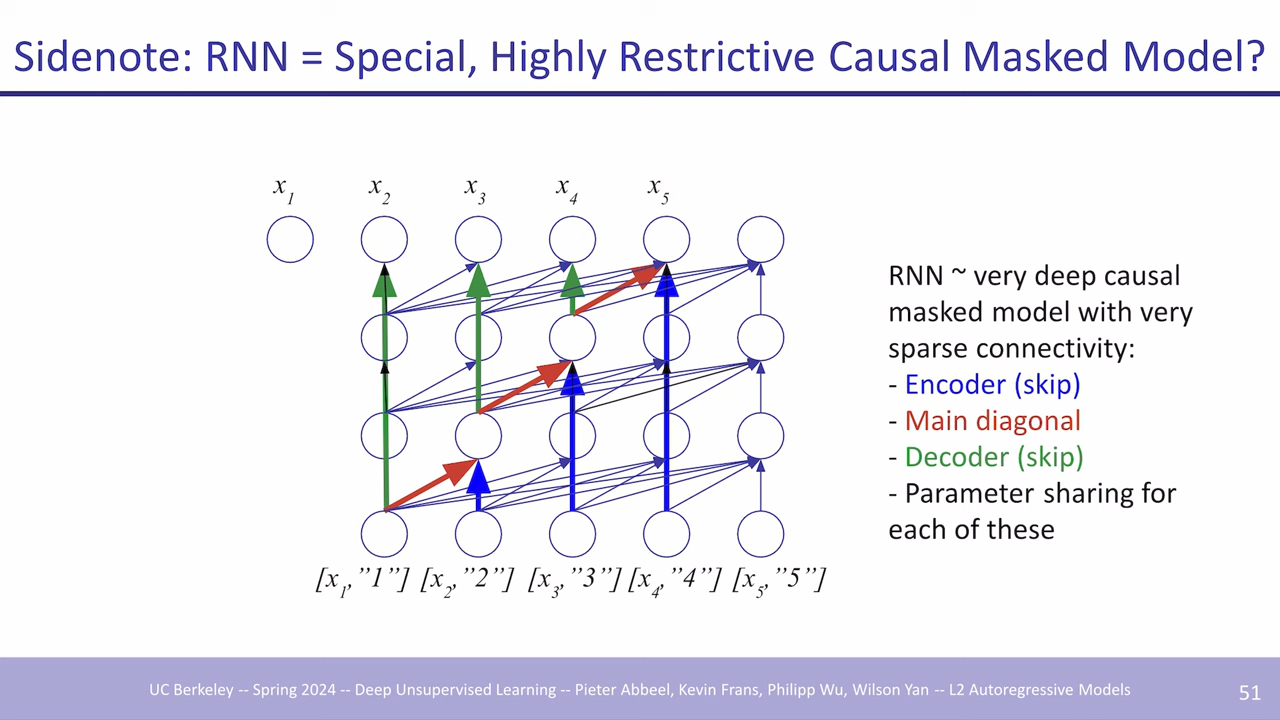 Sidenote: RNN = Special, Highly Restrictive Causal Masked Model?
x₁ x₂ x₃ x₄ x₅
RNN ~ very deep causal
masked model with very
sparse connectivity:
- Encoder (skip)
- Main diagonal
- Decoder (skip)
- Parameter sharing for
each of these
[x₁,”1”] [x₂,”2”] [x₃,”3”] [x₄,”4”] [x₅,”5”]
UC Berkeley -- Spring 2024 -- Deep Unsupervised Learning -- Pieter Abbeel, Kevin Frans, Philipp Wu, Wilson Yan -- L2 Autoregressive Models
51